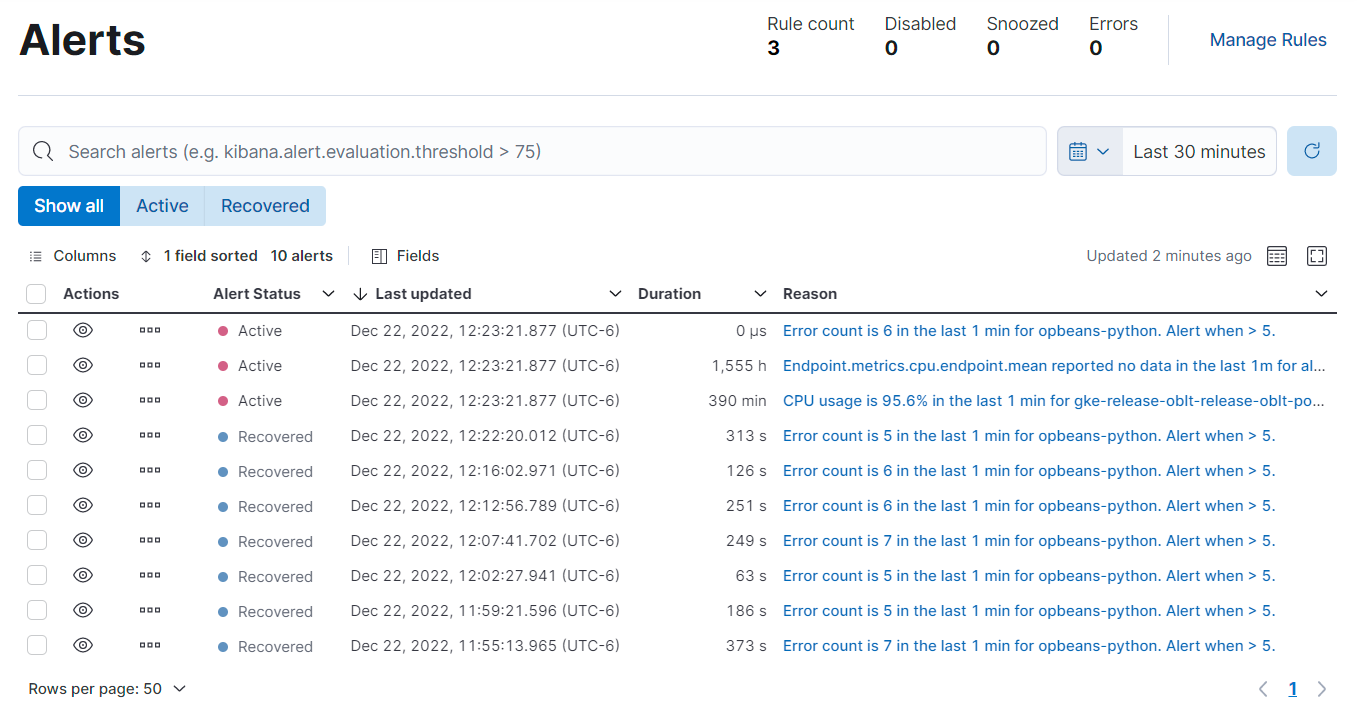 Alerts
Rule count Disabled Snoozed Errors
3 0 0 0
Manage Rules
Search alerts (e.g. kibana.alert.evaluation.threshold > 75)
Last 30 minutes
Show all Active Recovered
Columns 1 field sorted 10 alerts Fields Updated 2 minutes ago
Actions Alert Status Last updated Duration Reason
Active Dec 22, 2022, 12:23:21.877 (UTC-6) 0 μs Error count is 6 in the last 1 min for opbeans-python. Alert when > 5.
Active Dec 22, 2022, 12:23:21.877 (UTC-6) 1,555 h Endpoint.metrics.cpu.endpoint.mean reported no data in the last 1m for al...
Active Dec 22, 2022, 12:23:21.877 (UTC-6) 390 min CPU usage is 95.6% in the last 1 min for gke-release-oblt-release-oblt-po...
Recovered Dec 22, 2022, 12:22:20.012 (UTC-6) 313 s Error count is 5 in the last 1 min for opbeans-python. Alert when > 5.
Recovered Dec 22, 2022, 12:16:02.971 (UTC-6) 126 s Error count is 6 in the last 1 min for opbeans-python. Alert when > 5.
Recovered Dec 22, 2022, 12:12:56.789 (UTC-6) 251 s Error count is 6 in the last 1 min for opbeans-python. Alert when > 5.
Recovered Dec 22, 2022, 12:07:41.702 (UTC-6) 249 s Error count is 7 in the last 1 min for opbeans-python. Alert when > 5.
Recovered Dec 22, 2022, 12:02:27.941 (UTC-6) 63 s Error count is 5 in the last 1 min for opbeans-python. Alert when > 5.
Recovered Dec 22, 2022, 11:59:21.596 (UTC-6) 186 s Error count is 5 in the last 1 min for opbeans-python. Alert when > 5.
Recovered Dec 22, 2022, 11:55:13.965 (UTC-6) 373 s Error count is 7 in the last 1 min for opbeans-python. Alert when > 5.
Rows per page: 50 1